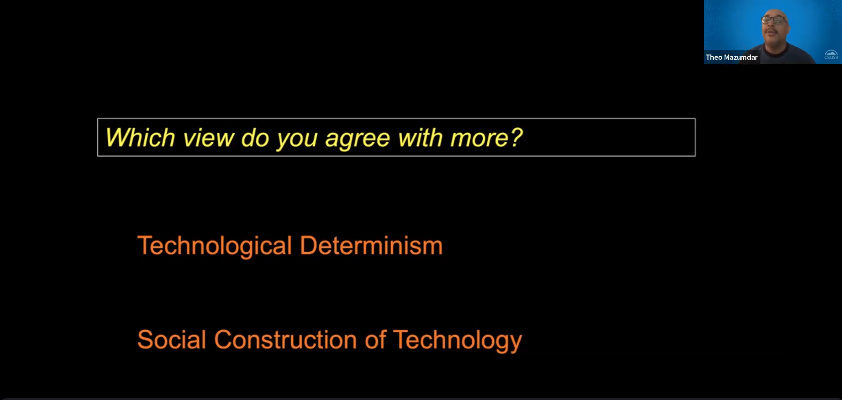 Theo Mazumdar
Which view do you agree with more?
Technological Determinism
Social Construction of Technology